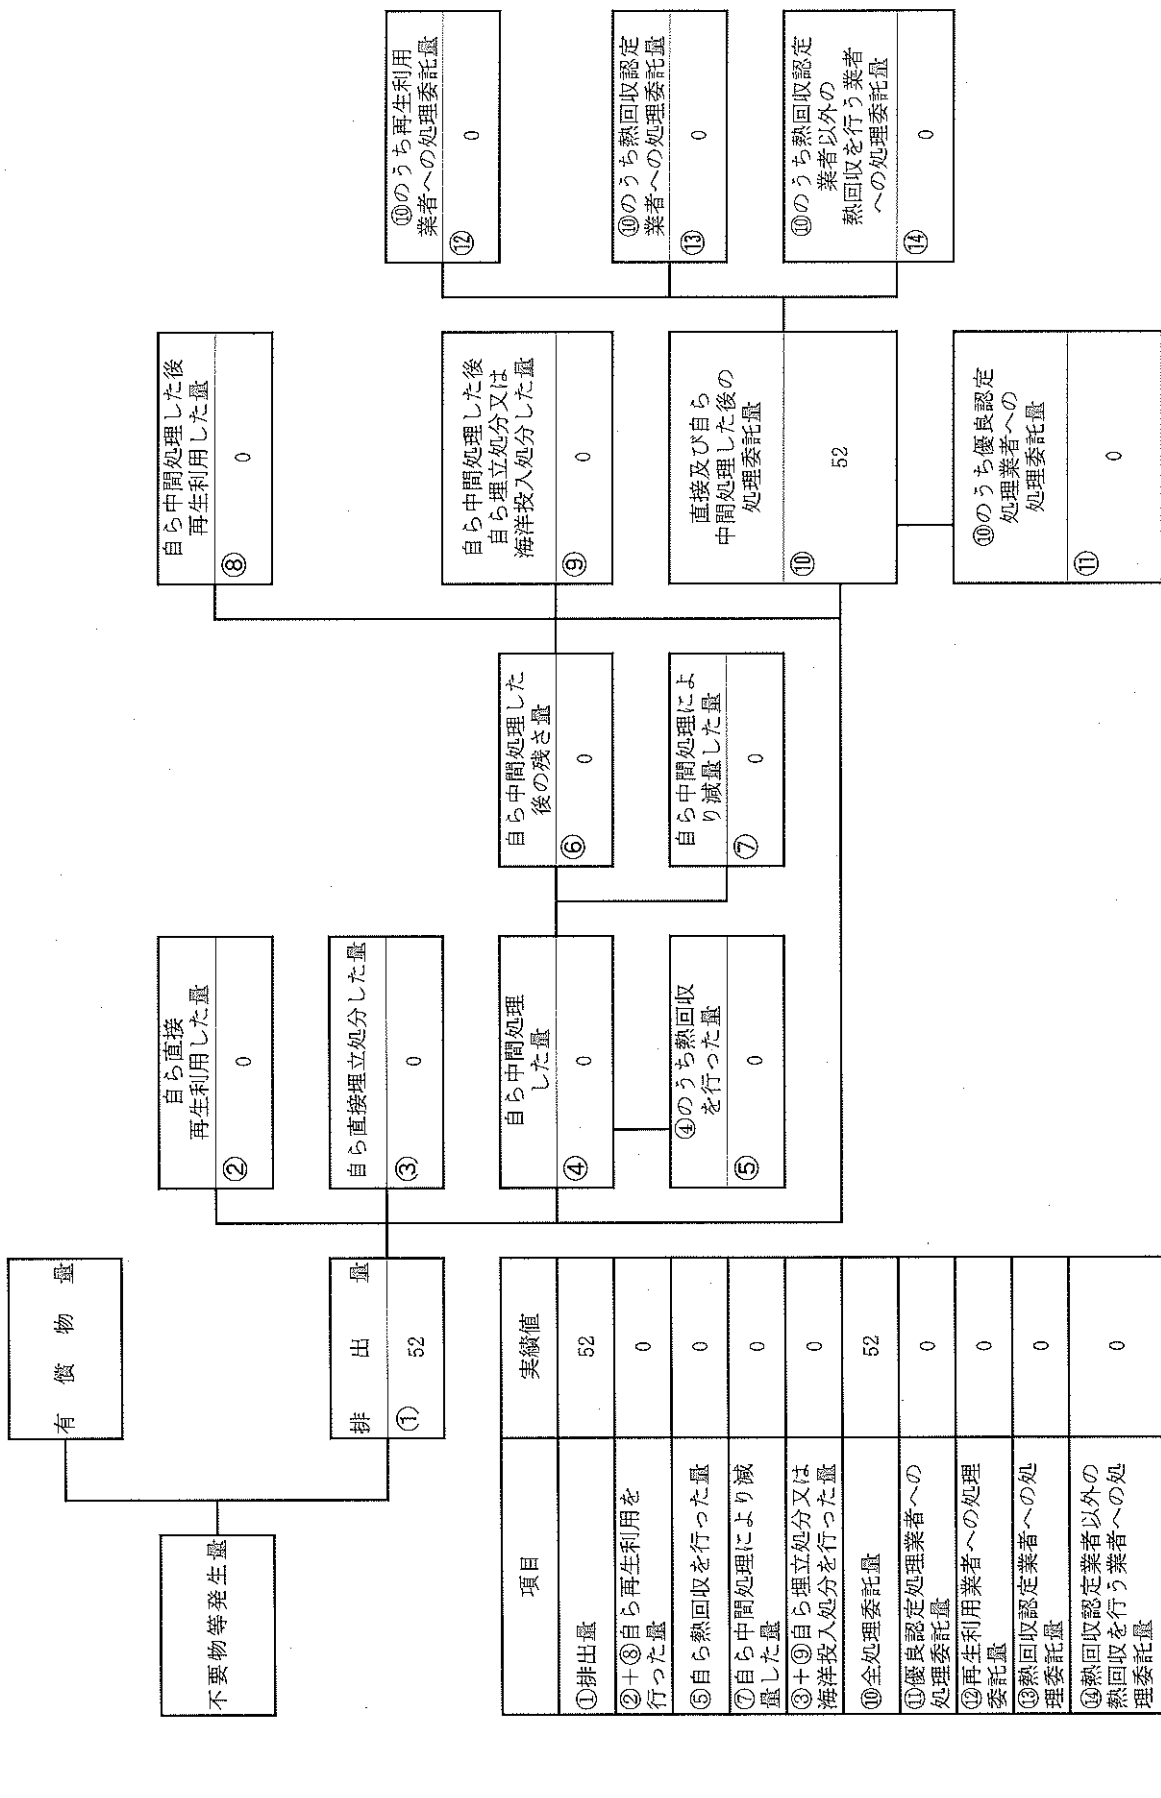 不要物等発生量
有 償 物 量
排 出 量
①
52
自ら直接
再生利用した量
②
0
自ら直接埋立処分した量
③
0
自ら中間処理
した量
④
0
④のうち熱回収
を行った量
⑤
0
自ら中間処理した
後の残さ量
⑥
0
自ら中間処理によ
り減量した量
⑦
0
自ら中間処理した後
再生利用した量
⑧
0
自ら中間処理した後
自ら埋立処分又は
海洋投入処分した量
⑨
0
直接及び自ら
中間処理した後の
処理委託量
⑩
52
⑩のうち優良認定
処理業者への
処理委託量
⑪
0
⑩のうち再生利用
業者への処理委託量
⑫
0
⑩のうち熱回収認定
業者への処理委託量
⑬
0
⑩のうち熱回収認定
業者以外の
熱回収を行う業者
への処理委託量
⑭
0
項目
実績値
①排出量
52
②+⑧自ら再生利用を
行った量
0
⑤自ら熱回収を行った量
0
⑦自ら中間処理により減
量した量
0
③+⑨自ら埋立処分又は
海洋投入処分を行った量
0
⑩全処理委託量
52
⑪優良認定処理業者への
処理委託量
0
⑫再生利用業者への処理
委託量
0
⑬熱回収認定業者への処
理委託量
0
⑭熱回収認定業者以外の
熱回収を行う業者への処
理委託量
0